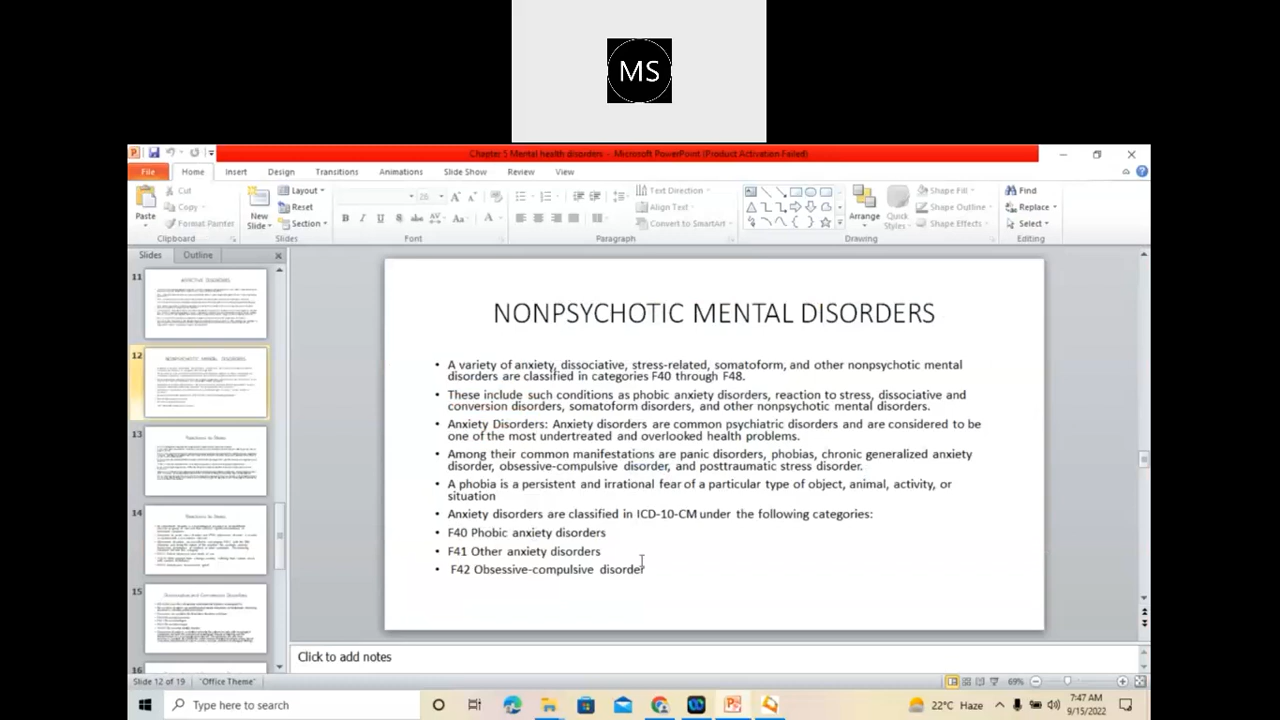 MS
Chapter 5 Mental health disorders - Microsoft PowerPoint (Product Activation Failed)
File Home Insert Design Transitions Animations Slide Show Review View
Paste
Cut
Copy
Format Painter
Clipboard
New Slide
Layout
Reset
Section
Slides
Font
Text Direction
Align Text
Convert to SmartArt
Paragraph
Arrange
Quick Styles
Shape Fill
Shape Outline
Shape Effects
Drawing
Find
Replace
Select
Editing
Slides Outline
11
12
13
14
15
16
NONPSYCHOTIC MENTAL DISORDERS
• A variety of anxiety, dissociative, stress-related, somatoform, and other nonpsychotic mental
disorders are classified in categories F40 through F48.
• These include such conditions as phobic anxiety disorders, reaction to stress, dissociative and
conversion disorders, somatoform disorders, and other nonpsychotic mental disorders.
• Anxiety Disorders: Anxiety disorders are common psychiatric disorders and are considered to be
one of the most undertreated and overlooked health problems.
• Among their common manifestations are panic disorders, phobias, chronic generalized anxiety
disorder, obsessive-compulsive disorder, and posttraumatic stress disorder.
• A phobia is a persistent and irrational fear of a particular type of object, animal, activity, or
situation
• Anxiety disorders are classified in ICD-10-CM under the following categories:
F40 Phobic anxiety disorders
F41 Other anxiety disorders
• F42 Obsessive-compulsive disorder
Click to add notes
Slide 12 of 19 "Office Theme" 69%
Type here to search
22°C Haze
7:47 AM
9/15/2022